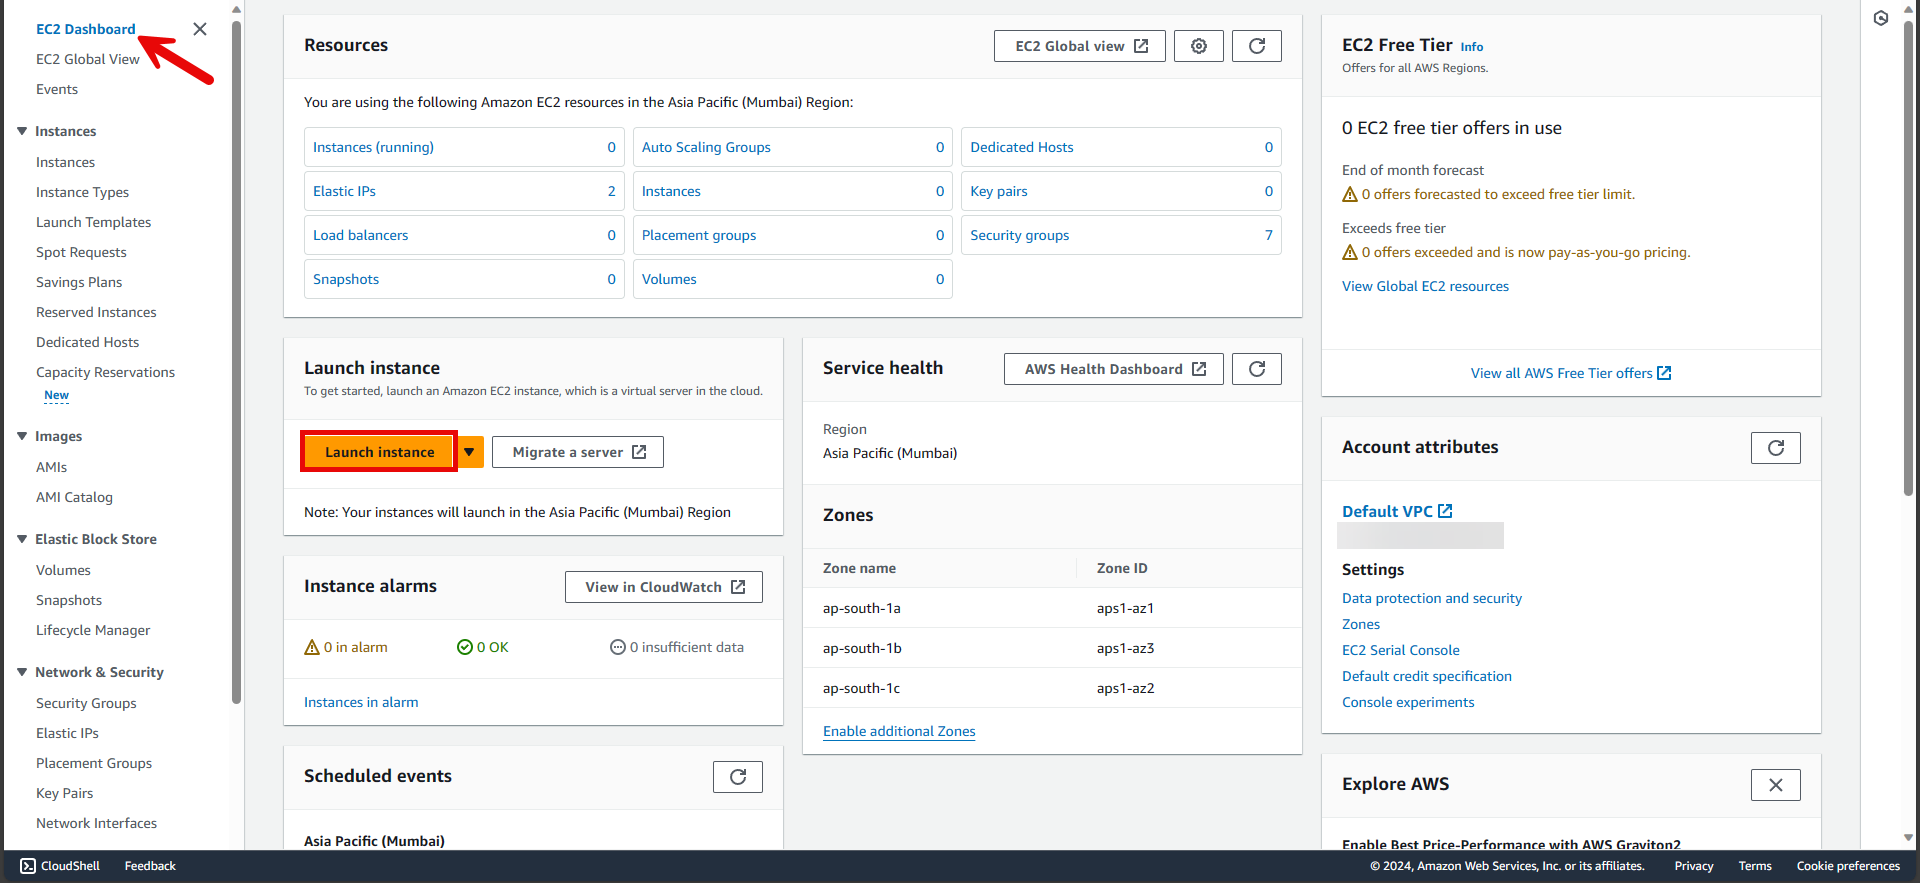 EC2 Dashboard
EC2 Global View
Events
Instances
Instances
Instance Types
Launch Templates
Spot Requests
Savings Plans
Reserved Instances
Dedicated Hosts
Capacity Reservations
New
Images
AMIs
AMI Catalog
Elastic Block Store
Volumes
Snapshots
Lifecycle Manager
Network & Security
Security Groups
Elastic IPs
Placement Groups
Key Pairs
Network Interfaces
Resources
EC2 Global view
You are using the following Amazon EC2 resources in the Asia Pacific (Mumbai) Region:
Instances (running) 0
Auto Scaling Groups 0
Dedicated Hosts 0
Elastic IPs 2
Instances 0
Key pairs 0
Load balancers 0
Placement groups 0
Security groups 7
Snapshots 0
Volumes 0
Launch instance
To get started, launch an Amazon EC2 instance, which is a virtual server in the cloud.
Launch instance
Migrate a server
Note: Your instances will launch in the Asia Pacific (Mumbai) Region
Instance alarms
View in CloudWatch
0 in alarm
0 OK
0 insufficient data
Instances in alarm
Scheduled events
Asia Pacific (Mumbai)
Service health
AWS Health Dashboard
Region
Asia Pacific (Mumbai)
Zones
Zone name Zone ID
ap-south-1a aps1-az1
ap-south-1b aps1-az3
ap-south-1c aps1-az2
Enable additional Zones
EC2 Free Tier Info
Offers for all AWS Regions.
0 EC2 free tier offers in use
End of month forecast
0 offers forecasted to exceed free tier limit.
Exceeds free tier
0 offers exceeded and is now pay-as-you-go pricing.
View Global EC2 resources
View all AWS Free Tier offers
Account attributes
Default VPC
Settings
Data protection and security
Zones
EC2 Serial Console
Default credit specification
Console experiments
Explore AWS
Enable Best Price-Performance with AWS Graviton2
CloudShell
Feedback
© 2024, Amazon Web Services, Inc. or its affiliates.
Privacy
Terms
Cookie preferences